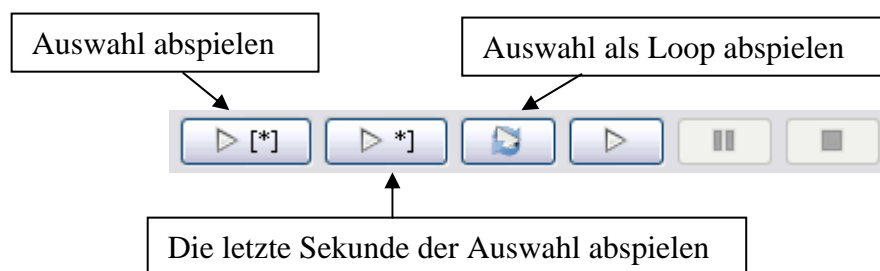 Auswahl abspielen
Auswahl als Loop abspielen
[*]
*]
Die letzte Sekunde der Auswahl abspielen